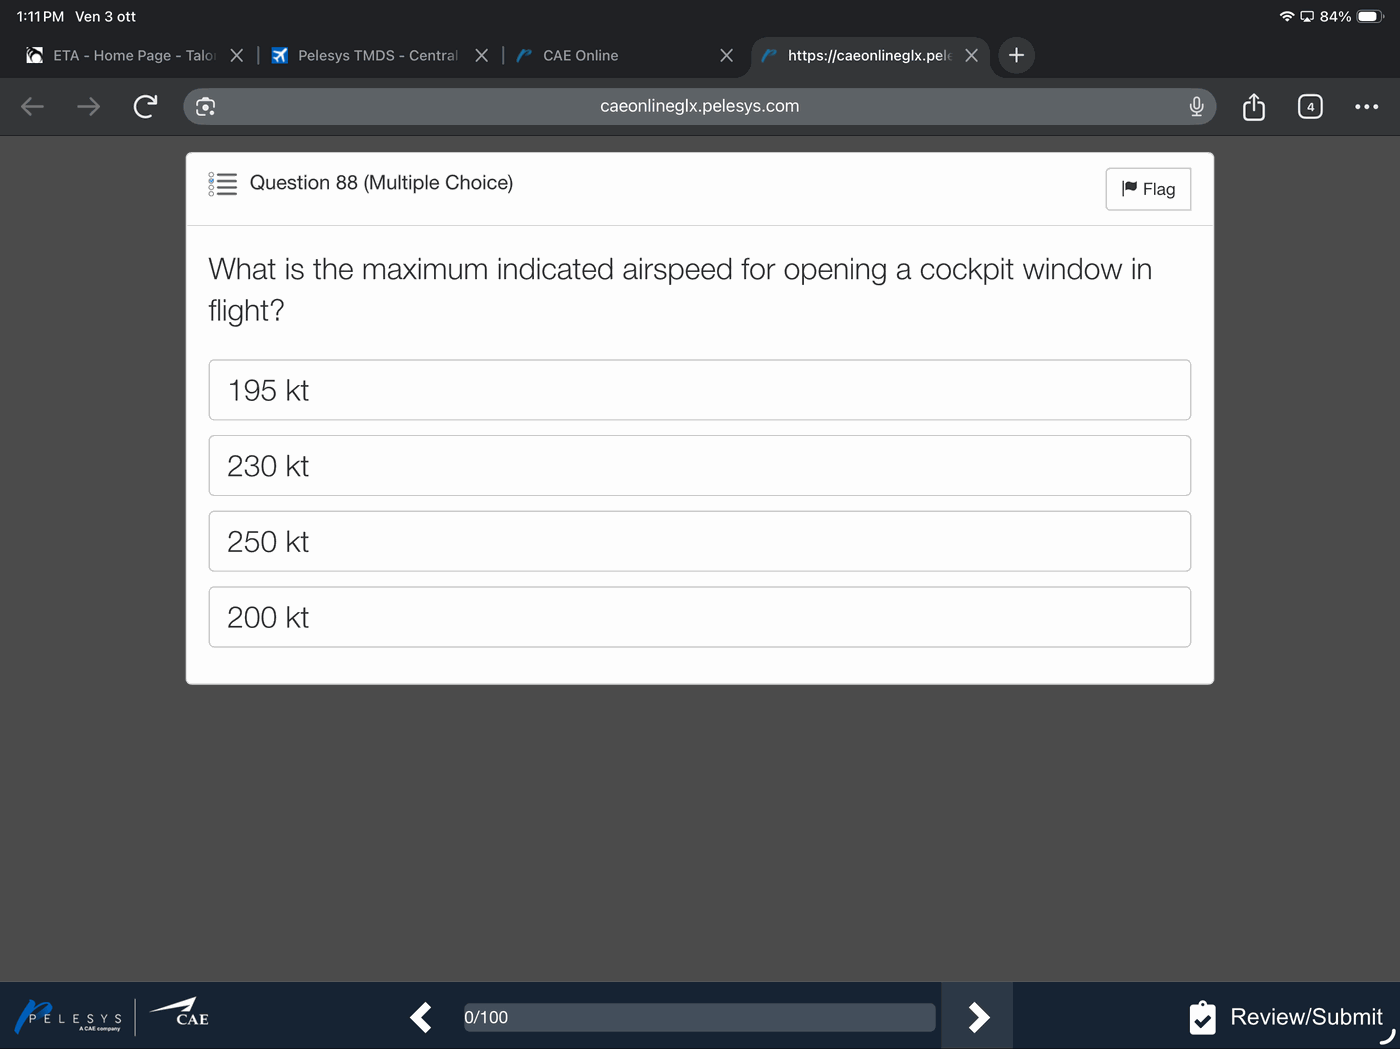 1:11 PM Ven 3 ott
84%
ETA - Home Page - Talo
Pelesys TMDS - Central
CAE Online
https://caeonlineglx.pele
caeonlineglx.pelesys.com
4
Question 88 (Multiple Choice)
Flag
What is the maximum indicated airspeed for opening a cockpit window in
flight?
195 kt
230 kt
250 kt
200 kt
PELESYS
A CAE company
CAE
0/100
Review/Submit